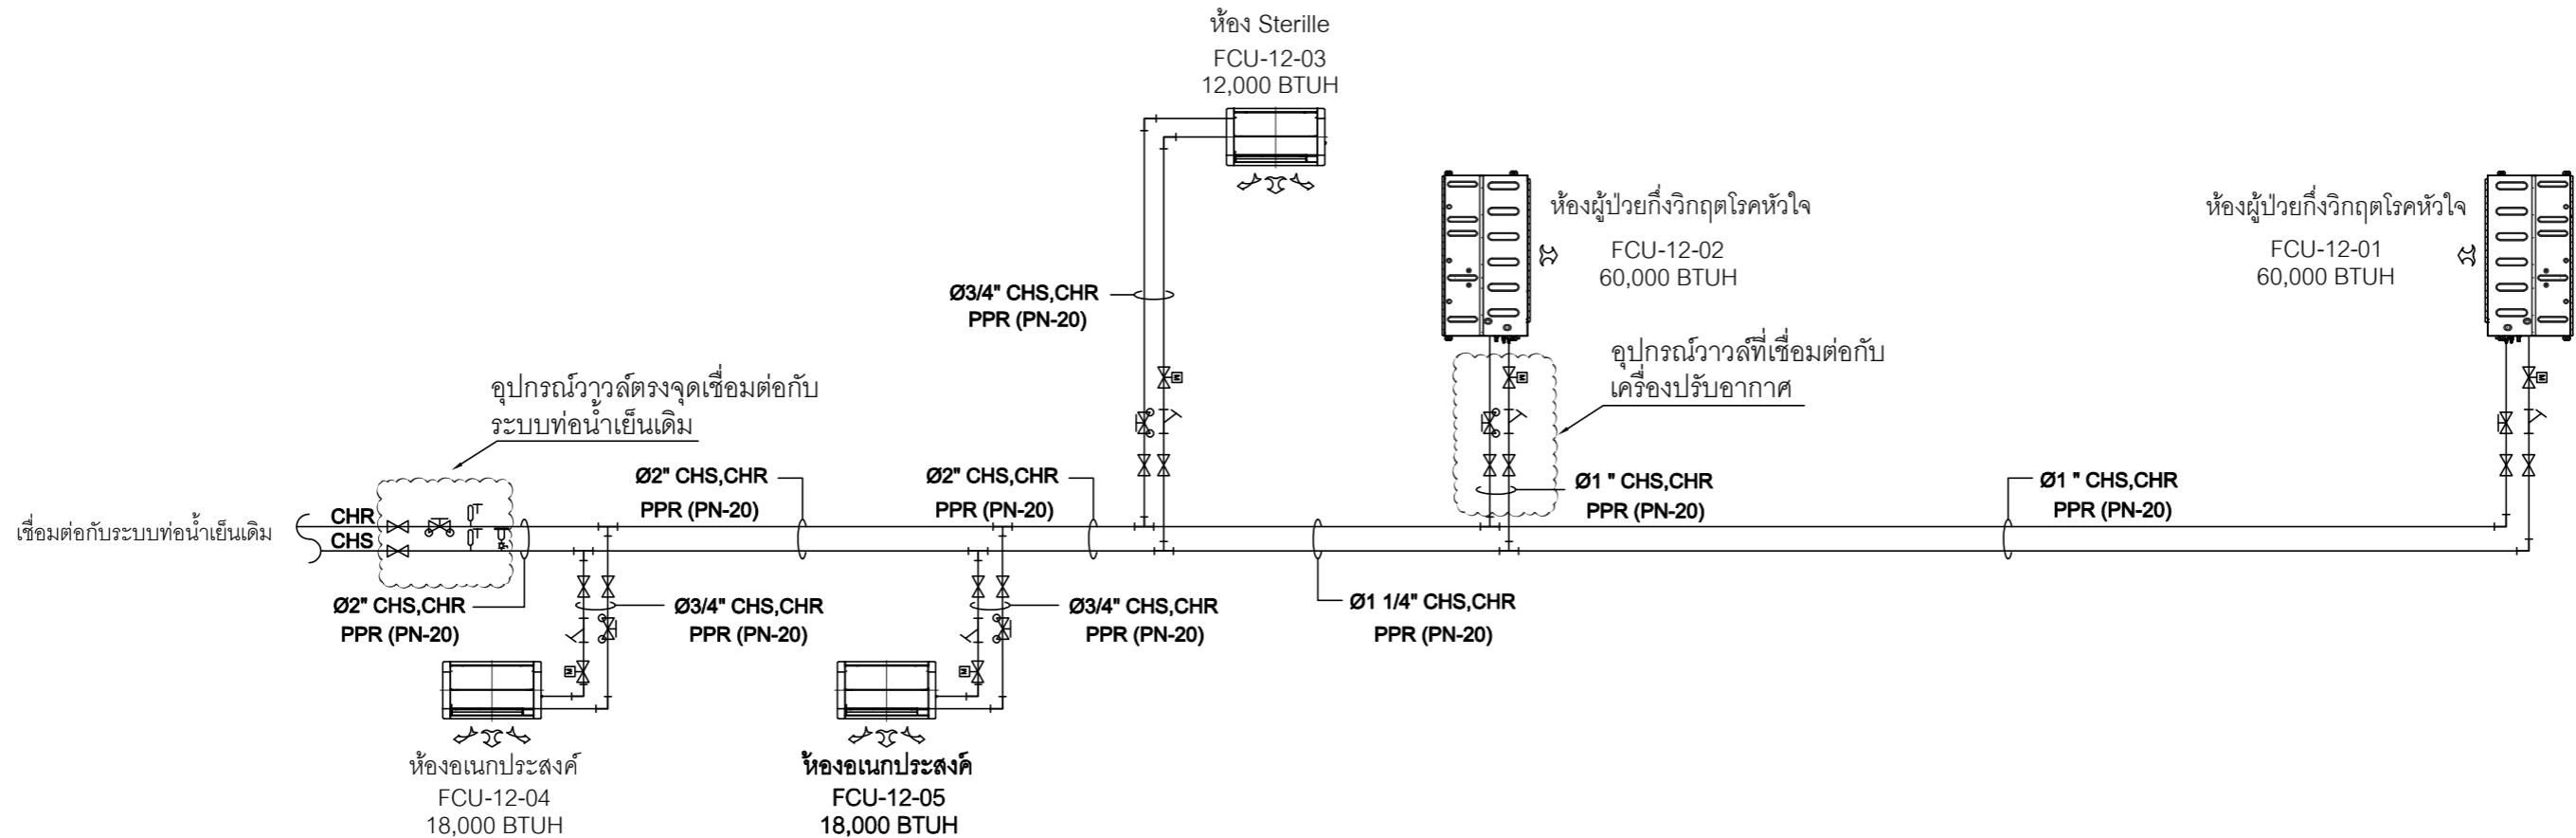 ห้อง Sterille
FCU-12-03
12,000 BTUH
ห้องผู้ป่วยกึ่งวิกฤตโรคหัวใจ
FCU-12-02
60,000 BTUH
ห้องผู้ป่วยกึ่งวิกฤตโรคหัวใจ
FCU-12-01
60,000 BTUH
Ø3/4" CHS,CHR
PPR (PN-20)
อุปกรณ์วาวล์ที่เชื่อมต่อกับ
เครื่องปรับอากาศ
อุปกรณ์วาวล์ตรงจุดเชื่อมต่อกับ
ระบบท่อน้ำเย็นเดิม
M
M
M
Ø2" CHS,CHR
PPR (PN-20)
Ø2" CHS,CHR
PPR (PN-20)
Ø1 " CHS,CHR
PPR (PN-20)
Ø1 " CHS,CHR
PPR (PN-20)
เชื่อมต่อกับระบบท่อน้ำเย็นเดิม
CHR
CHS
Ø2" CHS,CHR
PPR (PN-20)
Ø3/4" CHS,CHR
PPR (PN-20)
Ø3/4" CHS,CHR
PPR (PN-20)
Ø1 1/4" CHS,CHR
PPR (PN-20)
M
M
ห้องอเนกประสงค์
FCU-12-04
18,000 BTUH
ห้องอเนกประสงค์
FCU-12-05
18,000 BTUH